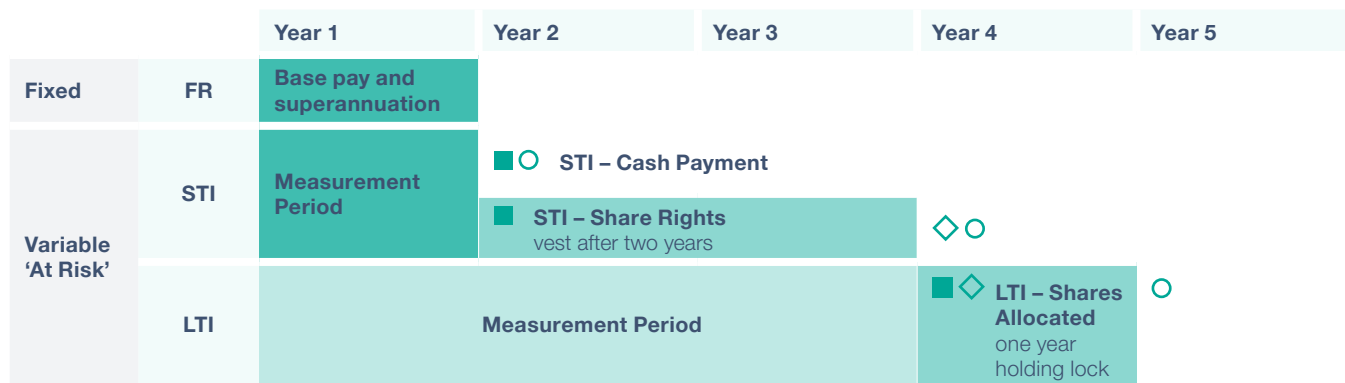 Year 1
Year 2
Year 3
Year 4
Year 5
Fixed
FR
Base pay and
superannuation
Variable
‘At Risk’
STI
Measurement
Period
STI – Cash Payment
STI – Share Rights
vest after two years
LTI
Measurement Period
LTI – Shares
Allocated
one year
holding lock